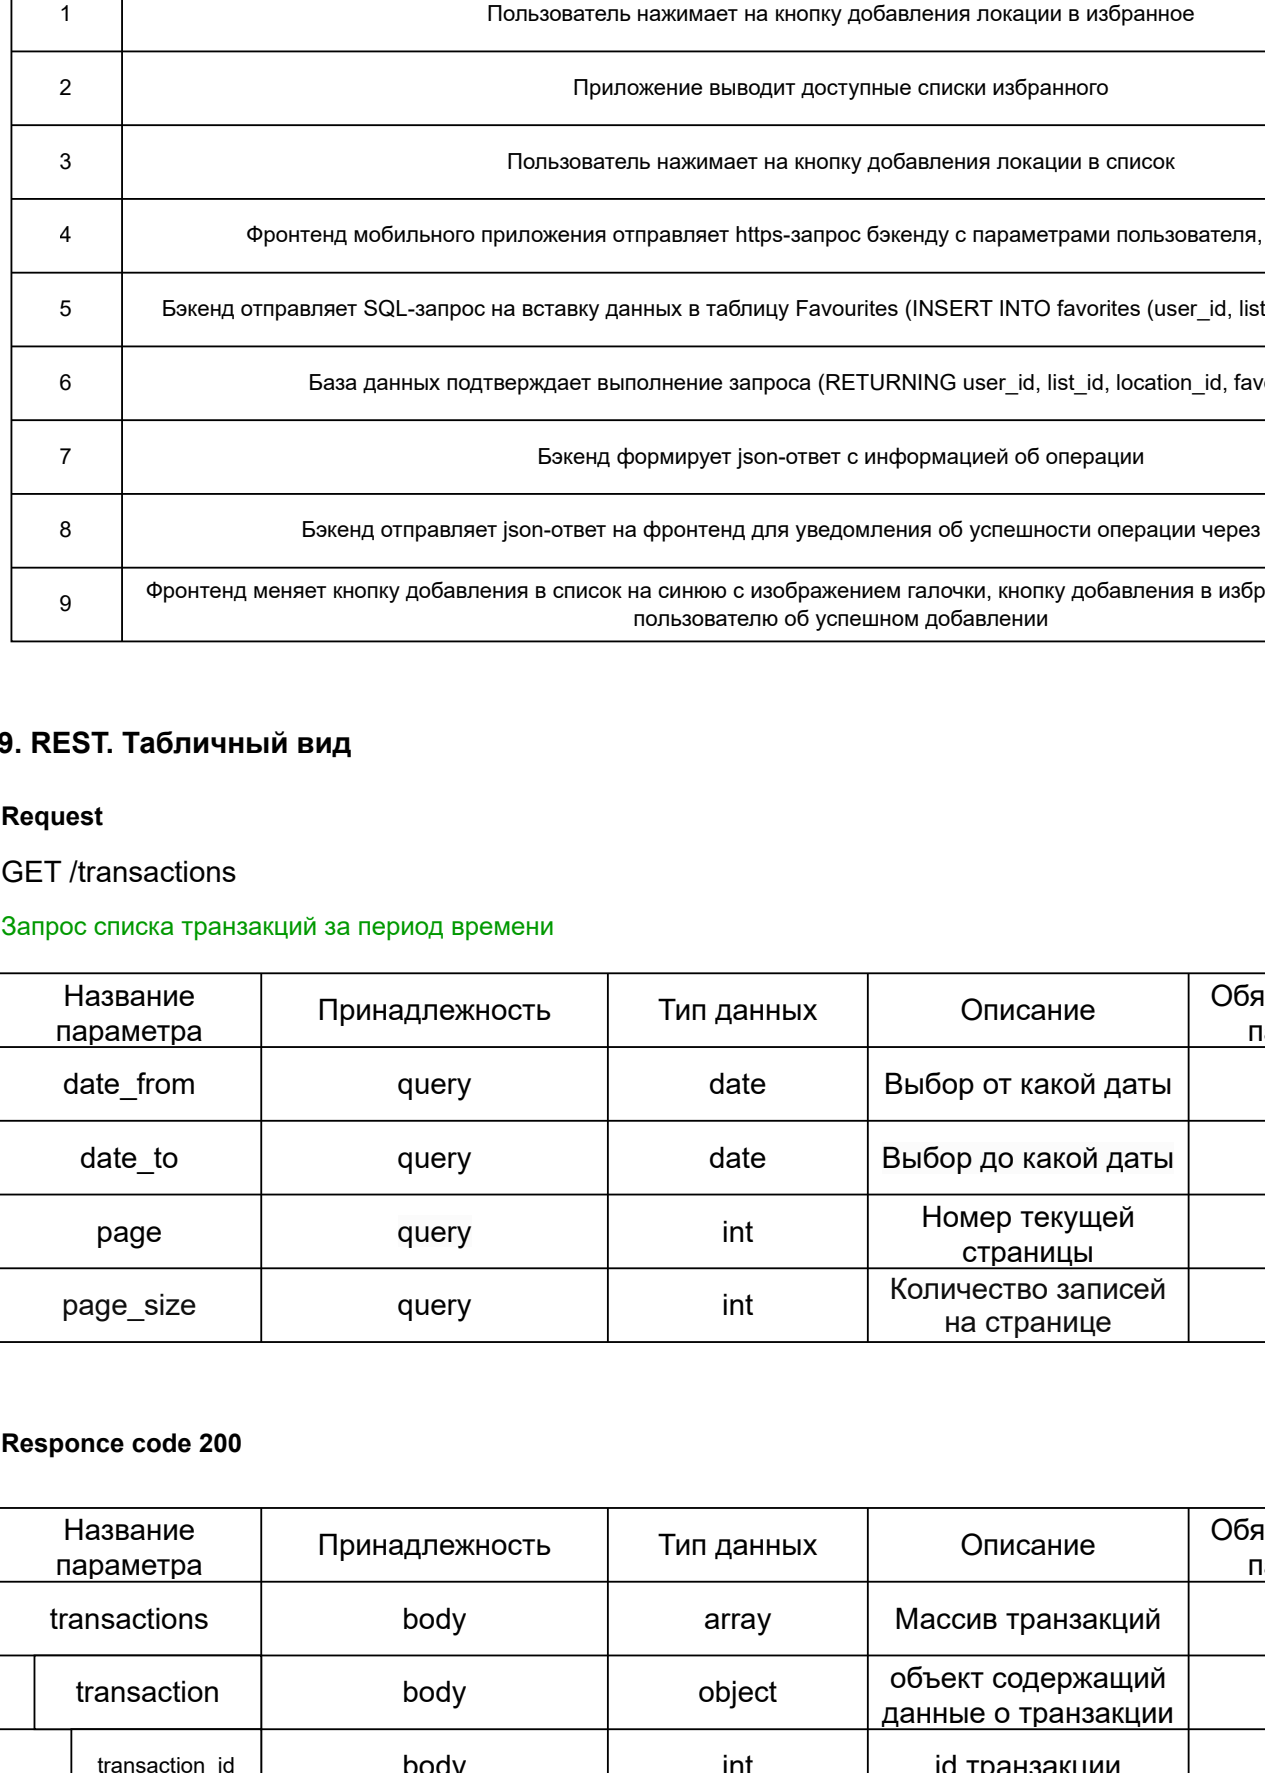 1 Пользователь нажимает на кнопку добавления локации в избранное
2 Приложение выводит доступные списки избранного
3 Пользователь нажимает на кнопку добавления локации в список
4 Фронтенд мобильного приложения отправляет https-запрос бэкенду с параметрами пользователя,
5 Бэкенд отправляет SQL-запрос на вставку данных в таблицу Favourites (INSERT INTO favorites (user_id, list
6 База данных подтверждает выполнение запроса (RETURNING user_id, list_id, location_id,
7 Бэкенд формирует json-ответ с информацией об операции
8 Бэкенд отправляет json-ответ на фронтенд для уведомления об успешности операции через
9 Фронтенд меняет кнопку добавления в список на синюю с изображением галочки, кнопку добавления в избр
пользователю об успешном добавлении
9. REST. Табличный вид
Request
GET /transactions
Запрос списка транзакций за период времени
Название параметра Принадлежность Тип данных Описание Обя
date_from query date Выбор от какой даты
date_to query date Выбор до какой даты
page query int Номер текущей страницы
page_size query int Количество записей на странице
Responce code 200
Название параметра Принадлежность Тип данных Описание Обя
transactions body array Массив транзакций
transaction body object объект содержащий данные о транзакции
transaction_id body int id транзакции